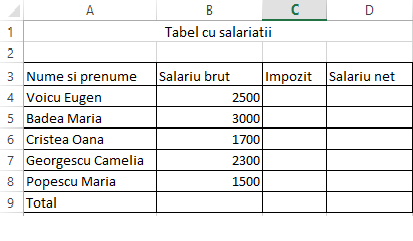 A B C D
1 Tabel cu salariatii
2
3 Nume si prenume Salariu brut Impozit Salariu net
4 Voicu Eugen 2500
5 Badea Maria 3000
6 Cristea Oana 1700
7 Georgescu Camelia 2300
8 Popescu Maria 1500
9 Total